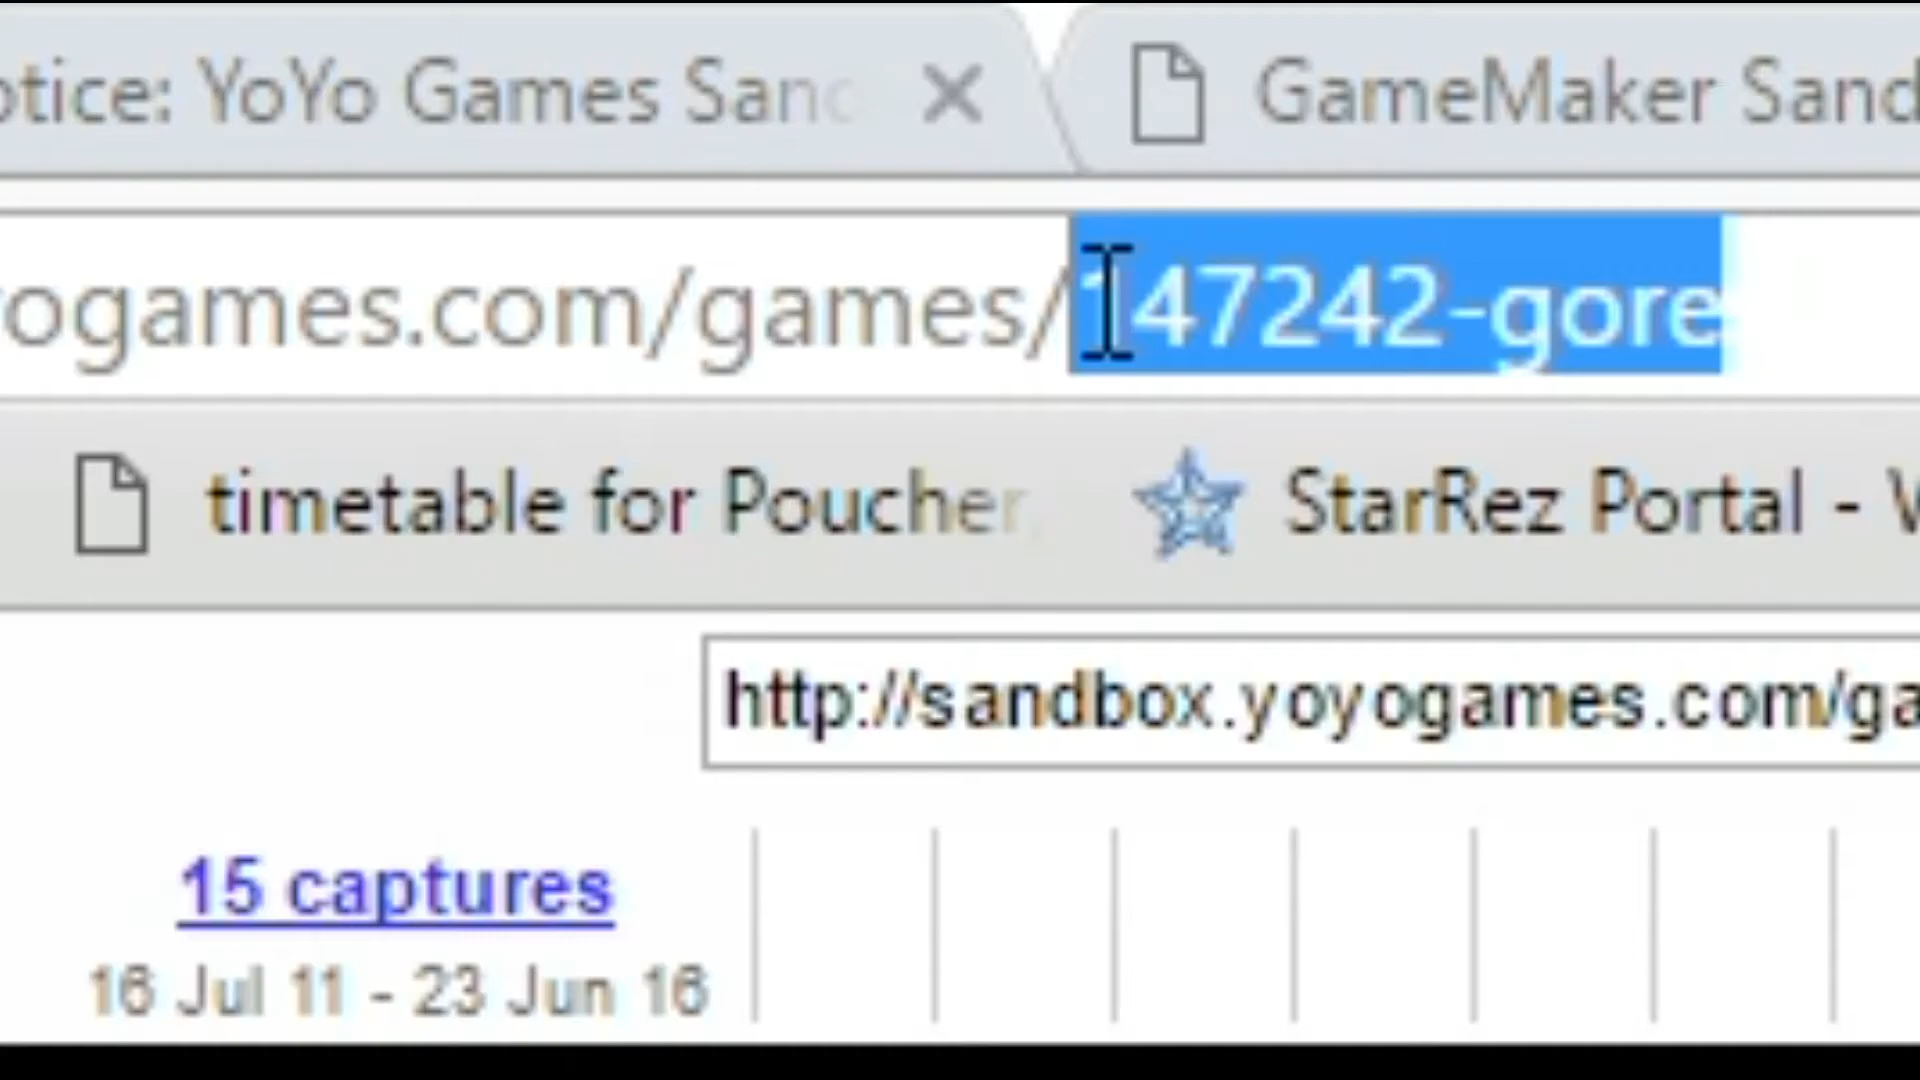 otice: YoYo Games Sanc
GameMaker Sand
ogames.com/games/147242-gore
timetable for Poucher,
StarRez Portal -
http://sandbox.yoyogames.com/ga
15 captures
16 Jul 11 - 23 Jun 16